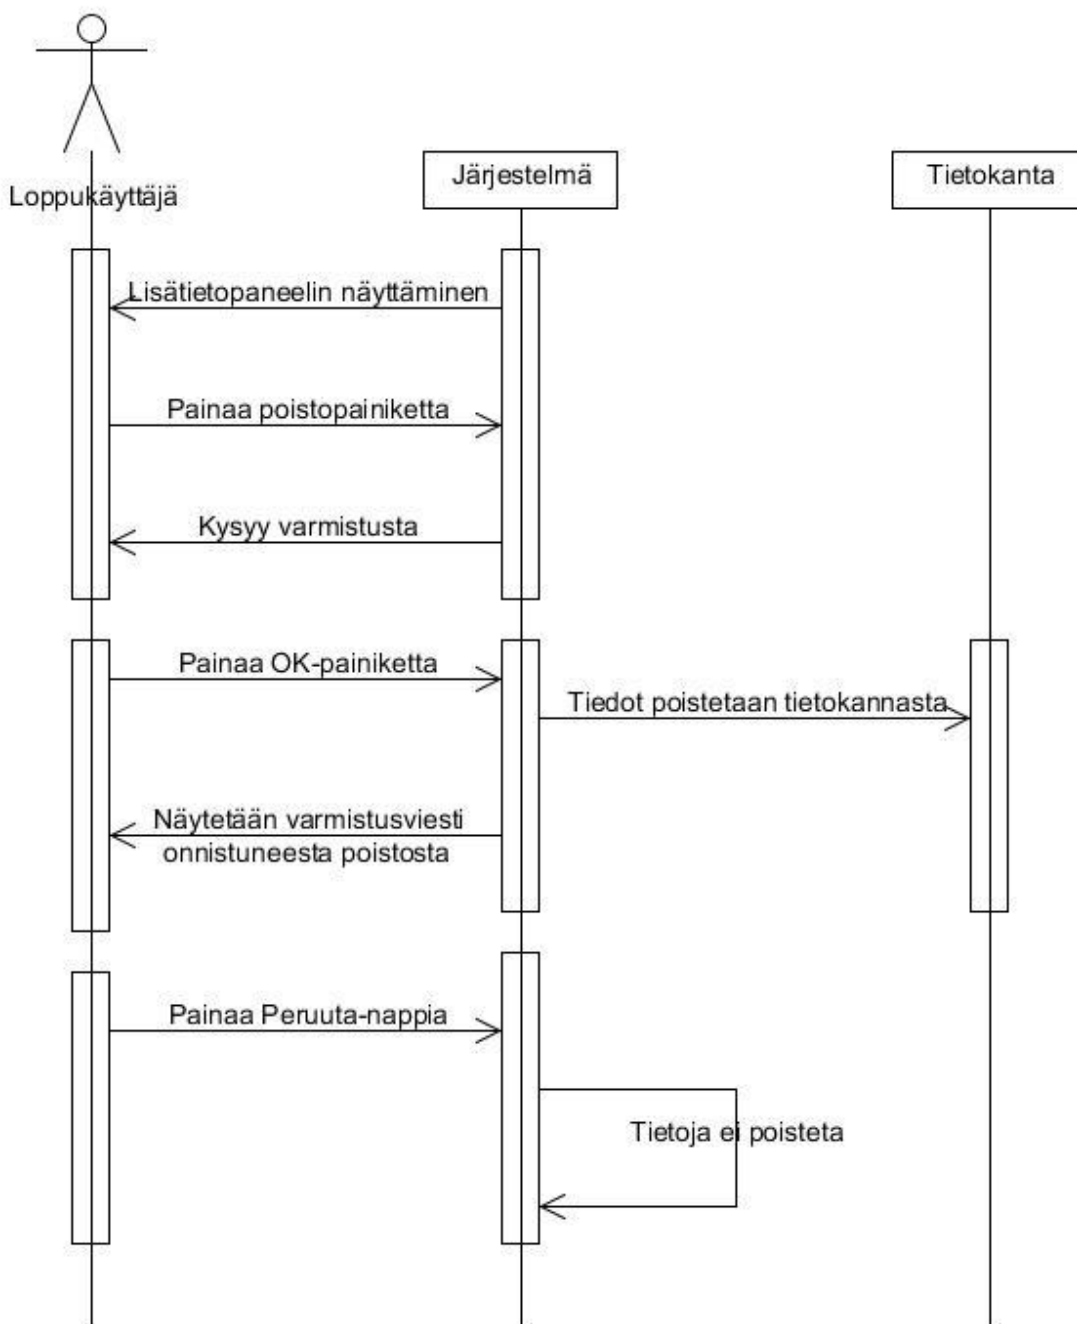 Loppukäyttäjä
Järjestelmä
Tietokanta
Lisätietopaneelin näyttäminen
Painaa poistopainiketta
Kysyy varmistusta
Painaa OK-painiketta
Tiedot poistetaan tietokannasta
Näytetään varmistusviesti
onnistuneesta poistosta
Painaa Peruuta-nappia
Tietoja ei poisteta